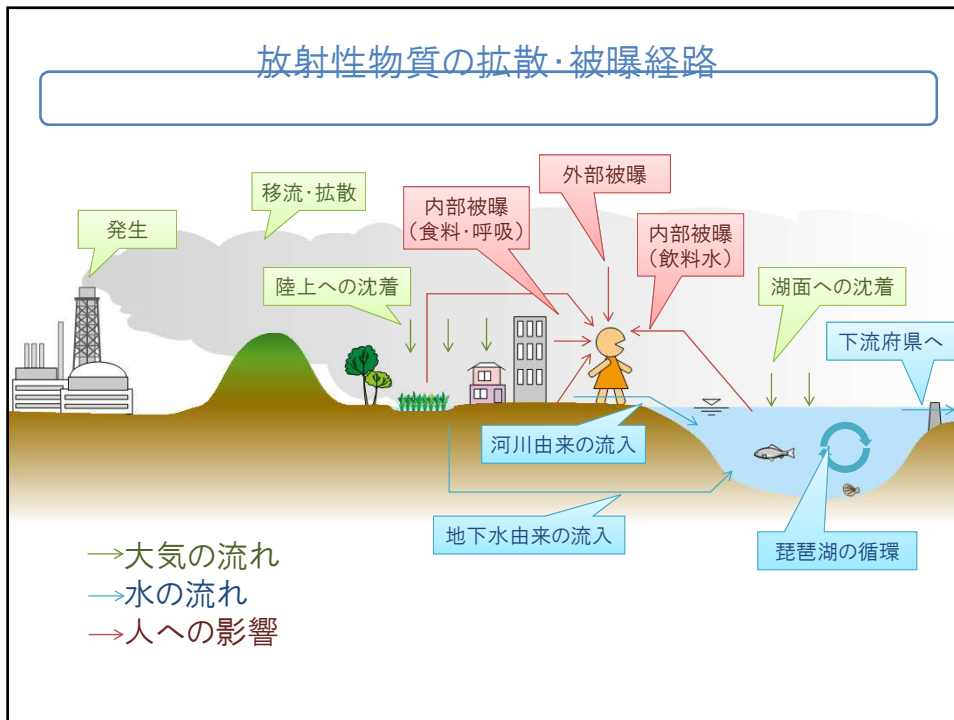 放射性物質の拡散･被曝経路
外部被曝
移流･拡散
内部被曝
（食料･呼吸）
発生
内部被曝
（飲料水）
陸上への沈着
湖面への沈着
下流府県へ
河川由来の流入
地下水由来の流入
琵琶湖の循環
大気の流れ
水の流れ
人への影響